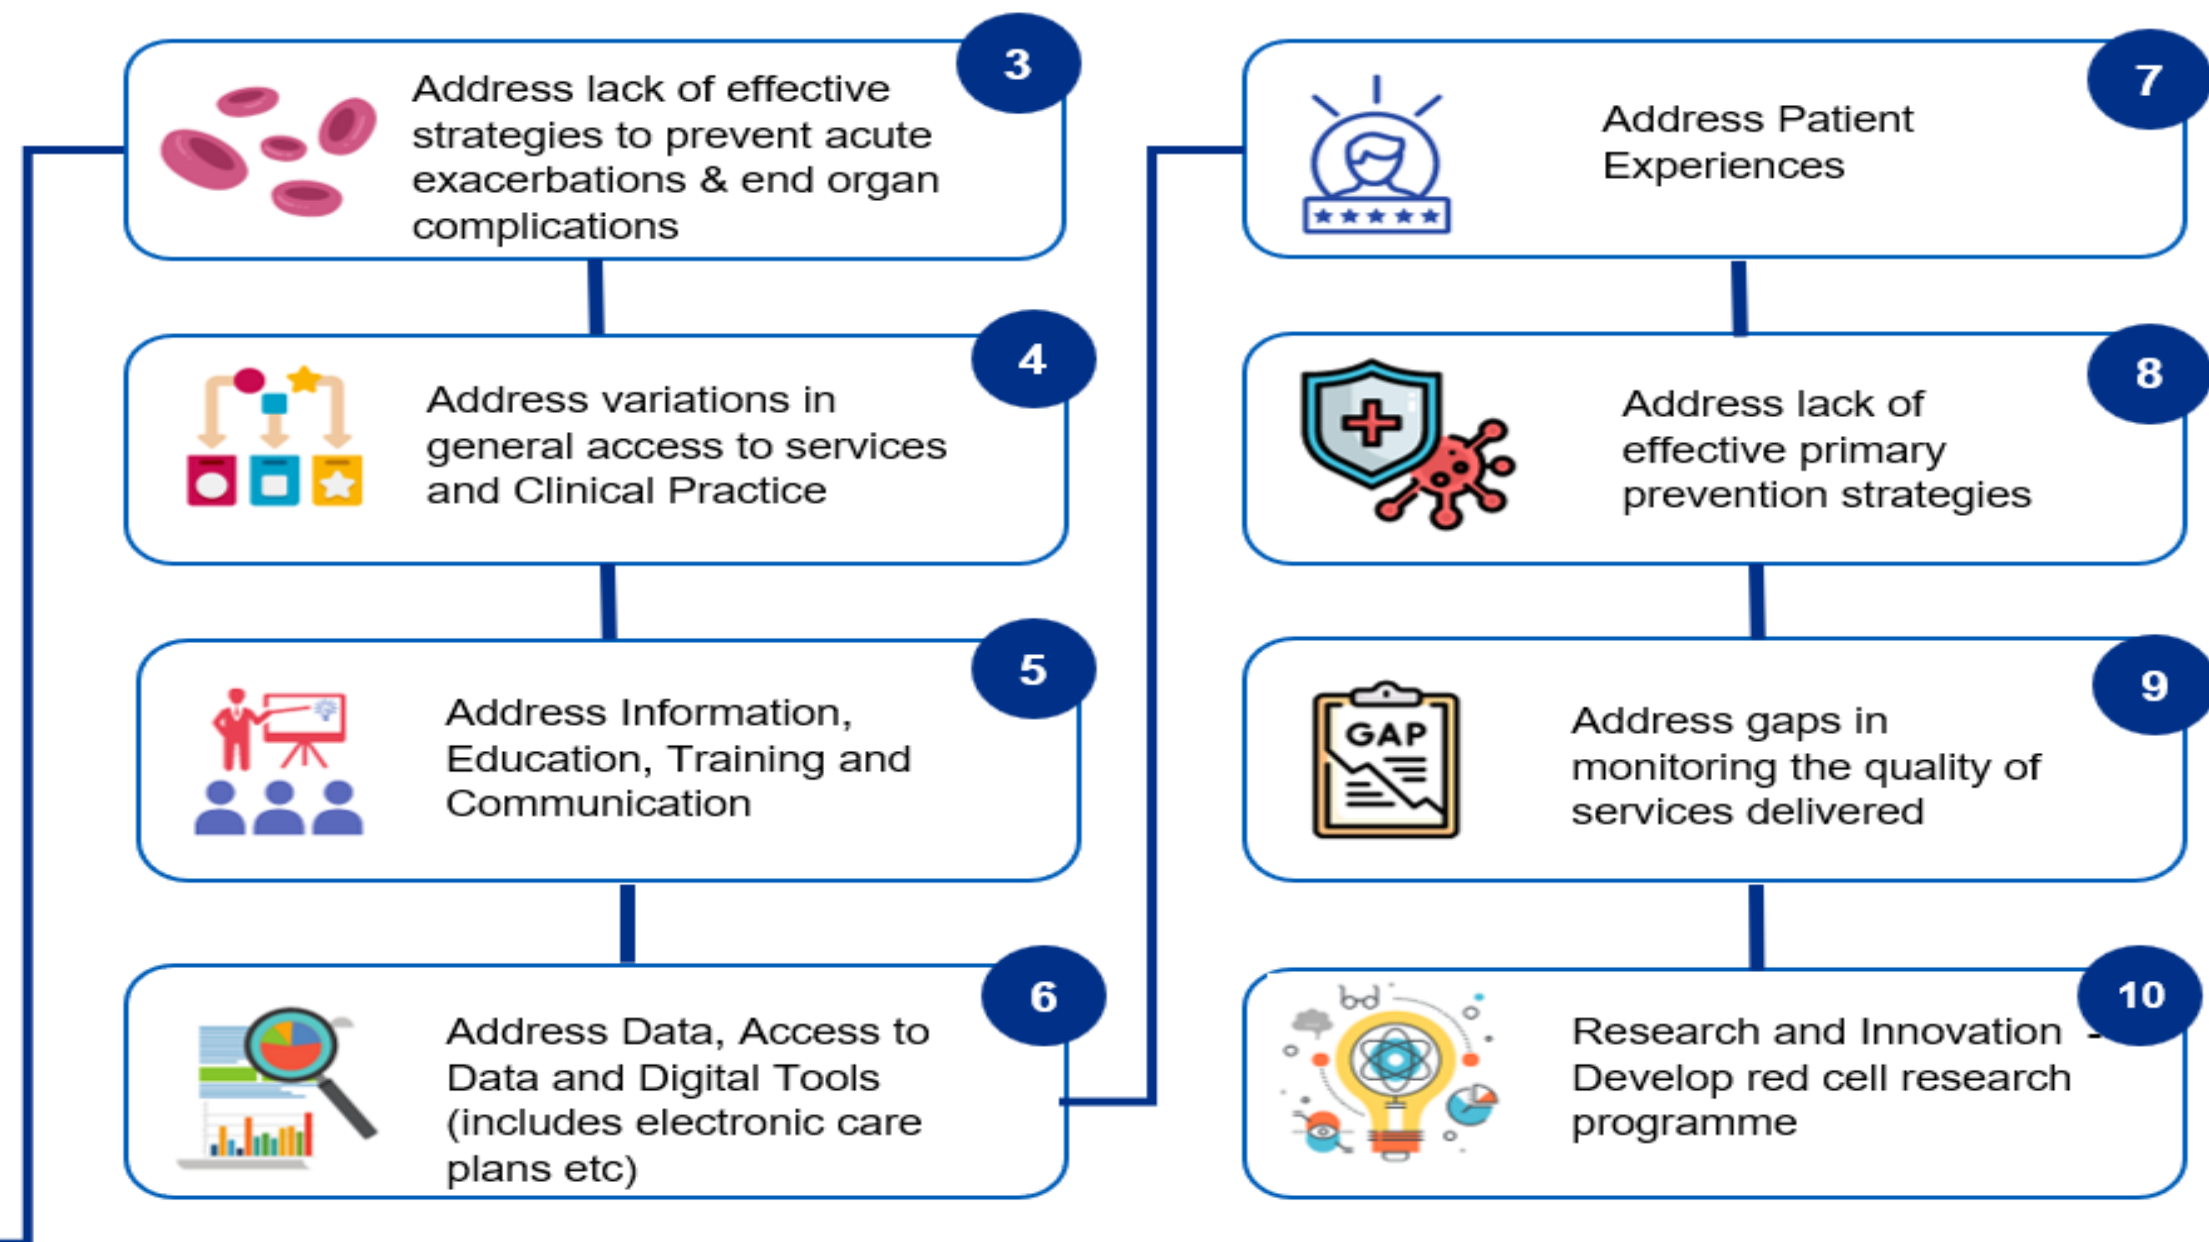 3
Address lack of effective
strategies to prevent acute
exacerbations & end organ
complications
4
Address variations in
general access to services
and Clinical Practice
5
Address Information,
Education, Training and
Communication
6
Address Data, Access to
Data and Digital Tools
(includes electronic care
plans etc)
7
Address Patient
Experiences
8
Address lack of
effective primary
prevention strategies
9
GAP
Address gaps in
monitoring the quality of
services delivered
10
Research and Innovation -
Develop red cell research
programme